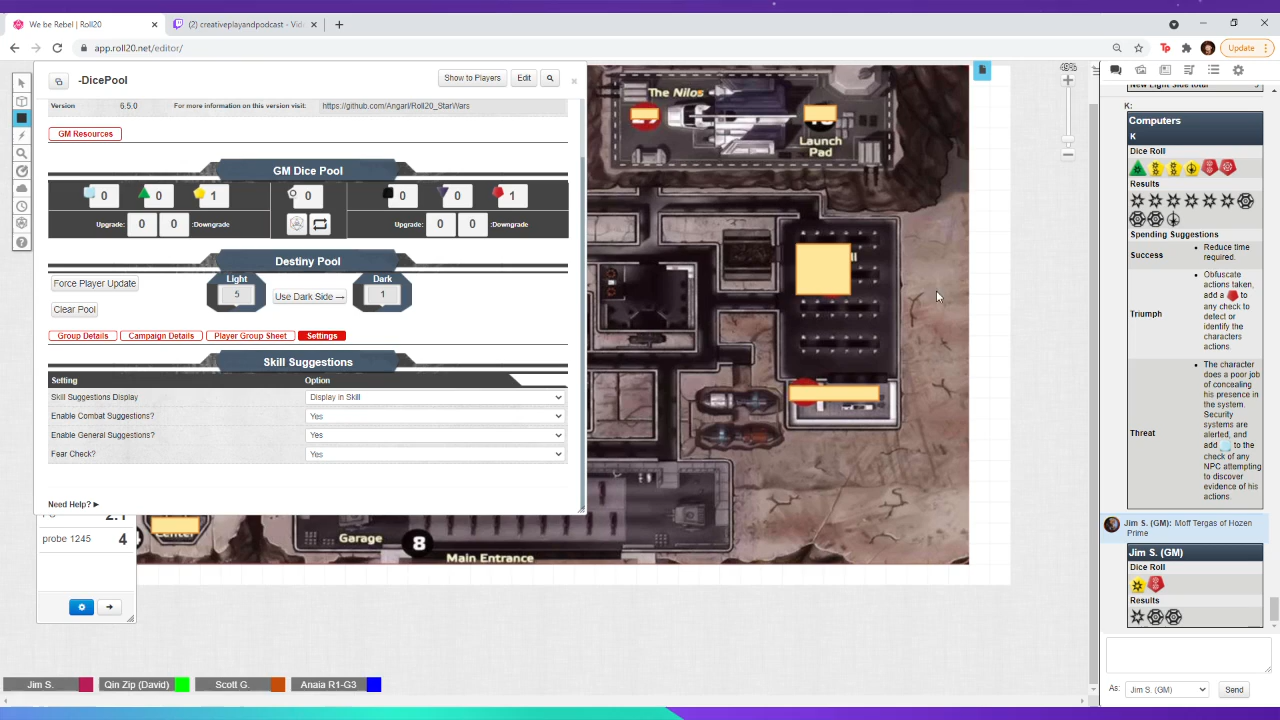 We be Rebel | Roll20
(2) creativeplayandpodcast - Vid
app.roll20.net/editor/
Update
-DicePool
Show to Players
Edit
Version
6.5.0
For more information on this version visit:
https://github.com/Angarl/Roll20_StarWars
GM Resources
GM Dice Pool
0
0
1
0
0
0
1
Upgrade:
0
0
:Downgrade
Upgrade:
0
0
:Downgrade
Destiny Pool
Force Player Update
Clear Pool
Light
5
Use Dark Side →
Dark
1
Group Details
Campaign Details
Player Group Sheet
Settings
Skill Suggestions
Setting
Option
Skill Suggestions Display
Display in Skill
Enable Combat Suggestions?
Yes
Enable General Suggestions?
Yes
Fear Check?
Yes
Need Help?
2.1
probe 1245
4
The Nilos
Launch
Pad
Center
Garage
8
Main Entrance
46%
New Light Side Total
K:
Computers
K
Dice Roll
Results
Spending Suggestions
Success
Reduce time
required.
Triumph
Obfuscate
actions taken,
add a
to
any check to
detect or
identify the
characters
actions.
Threat
The character
does a poor job
of concealing
his presence
in the system.
Security
systems are
alerted, and
add
to the
check of any
NPC attempting
to discover
evidence of his
actions.
Jim S. (GM): Moff Tergas of Hozen
Prime
Jim S. (GM)
Dice Roll
Results
As:
Jim S. (GM)
Send
Jim S.
Qin Zip (David)
Scott G.
Anaia R1-G3